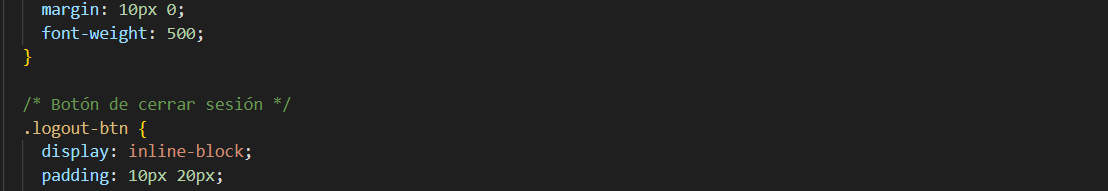 margin: 10px 0;
font-weight: 500;
}
/* Botón de cerrar sesión */
.logout-btn {
display: inline-block;
padding: 10px 20px;